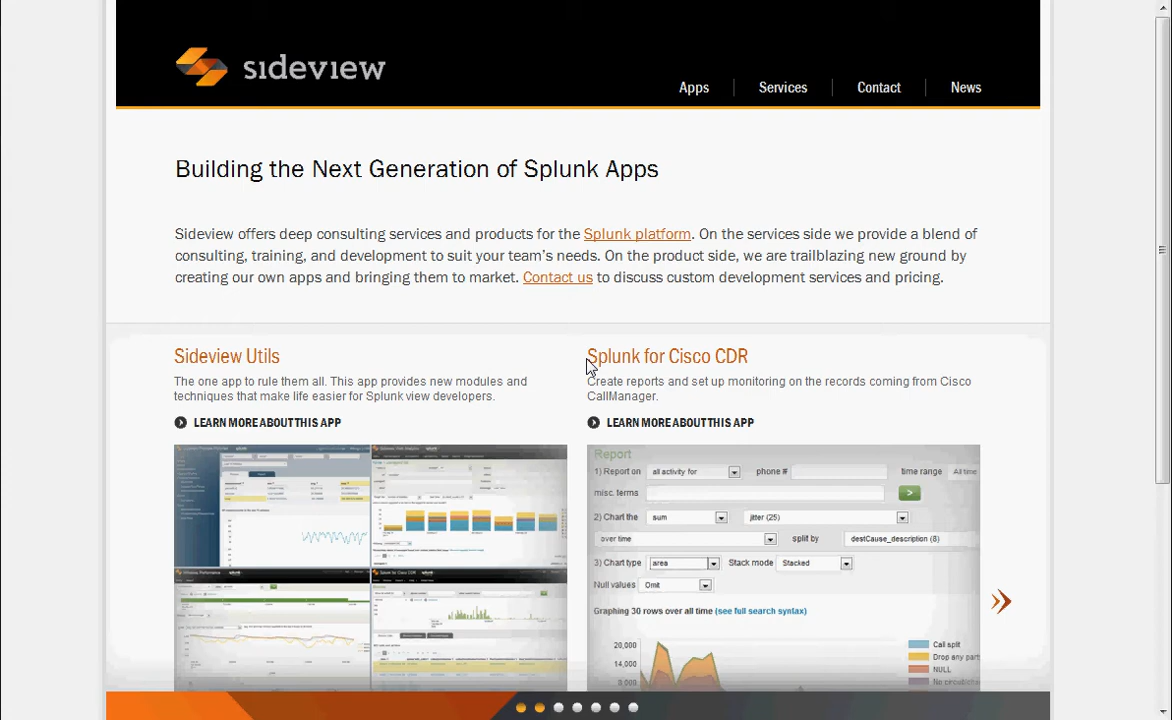 sideview
Apps
Services
Contact
News
Building the Next Generation of Splunk Apps
Sideview offers deep consulting services and products for the Splunk platform. On the services side we provide a blend of
consulting, training, and development to suit your team's needs. On the product side, we are trailblazing new ground by
creating our own apps and bringing them to market. Contact us to discuss custom development services and pricing.
Sideview Utils
The one app to rule them all. This app provides new modules and
techniques that make life easier for Splunk view developers.
LEARN MORE ABOUT THIS APP
Splunk for Cisco CDR
Create reports and set up monitoring on the records coming from Cisco
CallManager.
LEARN MORE ABOUT THIS APP
Report
1) Report on all activity for phone # time range All time
misc. terms >
2) Chart the sum jitter (25)
over time split by destCause_description (8)
3) Chart type area Stack mode Stacked
Null values Omit
Graphing 30 rows over all time (see full search syntax)
20,000
14,000
Call split
Drop any part
NULL